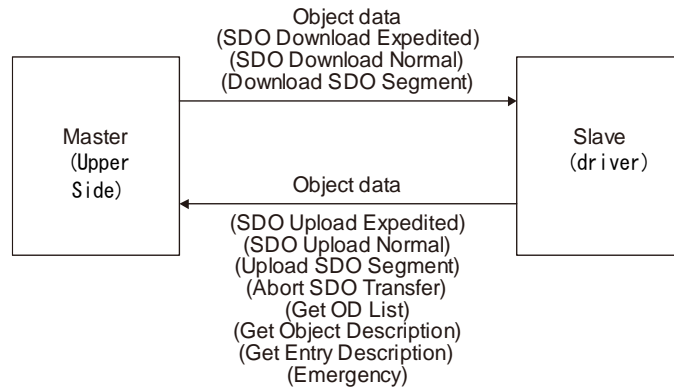 Object data
(SDO Download Expedited)
(SDO Download Normal)
(Download SDO Segment)
Master
(Upper
Side)
Slave
(driver)
Object data
(SDO Upload Expedited)
(SDO Upload Normal)
(Upload SDO Segment)
(Abort SDO Transfer)
(Get OD List)
(Get Object Description)
(Get Entry Description)
(Emergency)